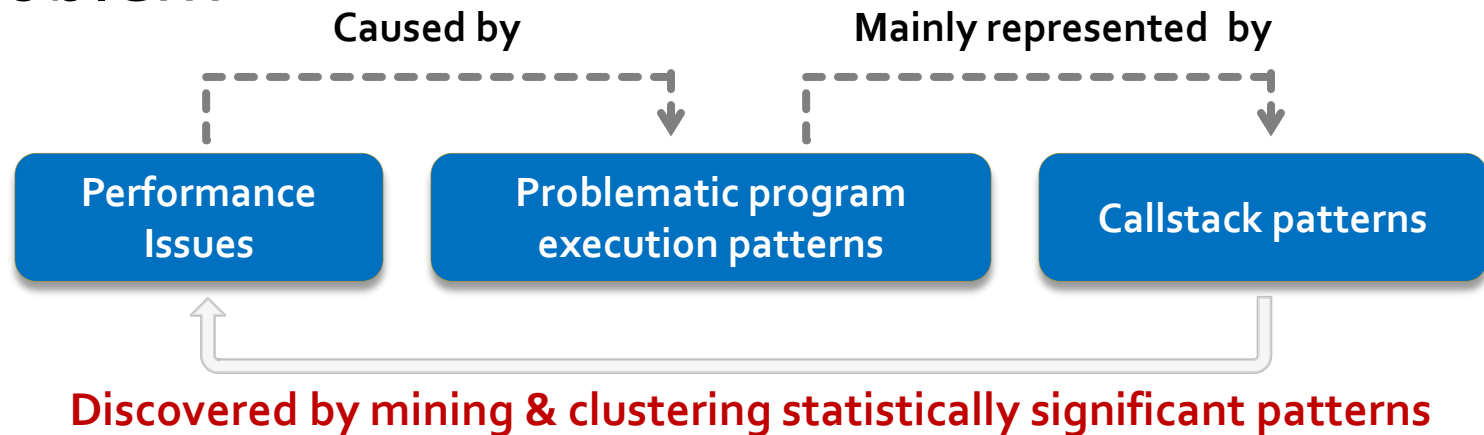 Caused by
Mainly represented by
Performance
Issues
Problematic program
execution patterns
Callstack patterns
Discovered by mining & clustering statistically significant patterns